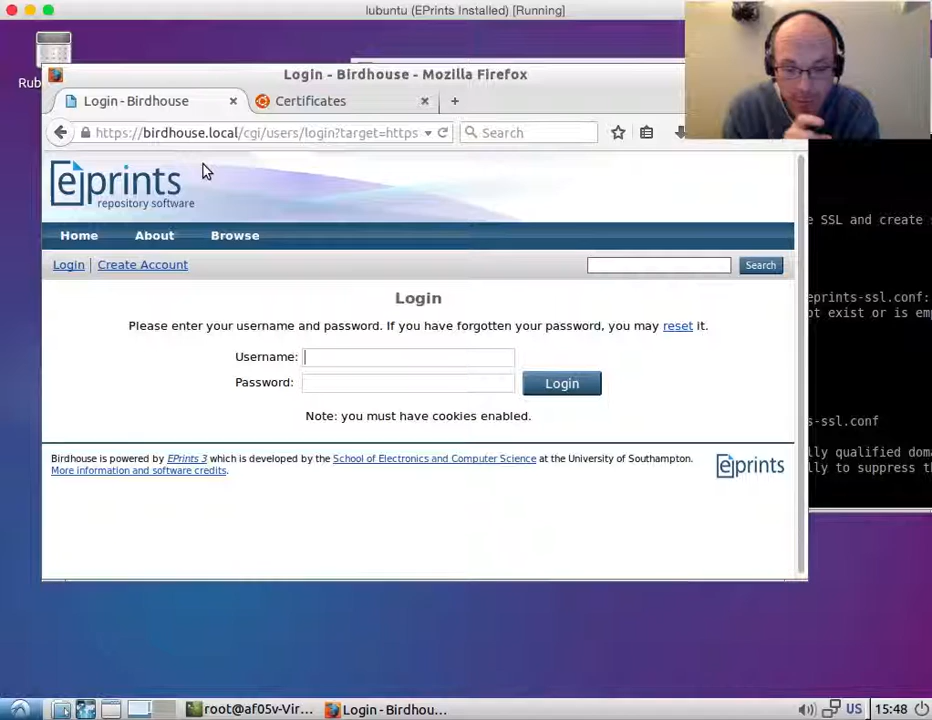 lubuntu (EPrints Installed) [Running]
Rub
Login - Birdhouse - Mozilla Firefox
Login - Birdhouse
Certificates
https://birdhouse.local/cgi/users/login?target=https
Search
eprints
repository software
Home About Browse
Login Create Account
Search
Login
Please enter your username and password. If you have forgotten your password, you may reset it.
Username:
Password:
Login
Note: you must have cookies enabled.
Birdhouse is powered by EPrints 3 which is developed by the School of Electronics and Computer Science at the University of Southampton.
More information and software credits.
eprints
e SSL and create
eprints-ssl.conf:
ot exist or is emp
s-ssl.conf
lly qualified doma
lly to suppress th
root@af05v-Vir...
Login - Birdhou...
US
15:48